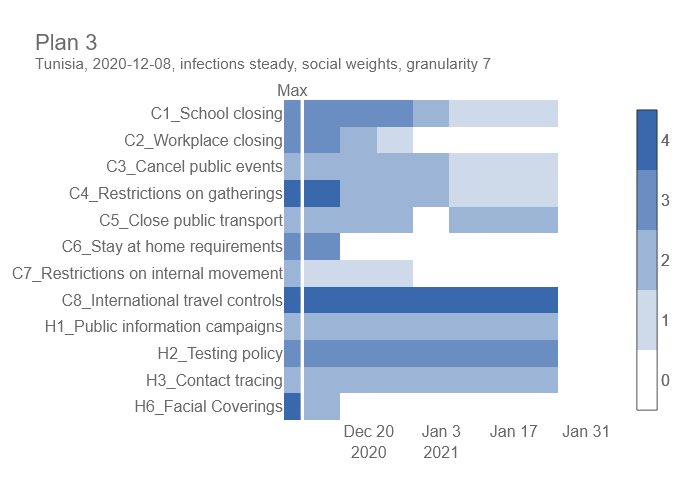 Plan 3
Tunisia, 2020-12-08, infections steady, social weights, granularity 7
Max
C1_School closing
C2_Workplace closing
C3_Cancel public events
C4_Restrictions on gatherings
C5_Close public transport
C6_Stay at home requirements
C7_Restrictions on internal movement
C8_International travel controls
H1_Public information campaigns
H2_Testing policy
H3_Contact tracing
H6_Facial Coverings
Dec 20 Jan 3 Jan 17 Jan 31
2020 2021
4
3
2
1
0